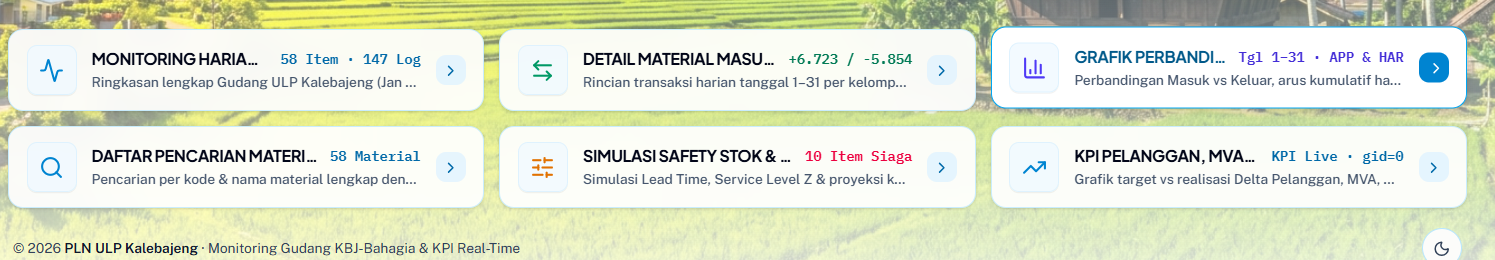 MONITORING HARIA... 58 Item · 147 Log
Ringkasan lengkap Gudang ULP Kalebajeng (Jan ...
DETAIL MATERIAL MASU... +6.723 / -5.854
Rincian transaksi harian tanggal 1–31 per kelomp...
GRAFIK PERBANDI... Tgl 1–31 · APP & HAR
Perbandingan Masuk vs Keluar, arus kumulatif ha...
DAFTAR PENCARIAN MATERI... 58 Material
Pencarian per kode & nama material lengkap den...
SIMULASI SAFETY STOK & ... 10 Item Siaga
Simulasi Lead Time, Service Level Z & proyeksi k...
KPI PELANGGAN, MVA... KPI Live · gid=0
Grafik target vs realisasi Delta Pelanggan, MVA, ...
© 2026 PLN ULP Kalebajeng · Monitoring Gudang KBJ-Bahagia & KPI Real-Time